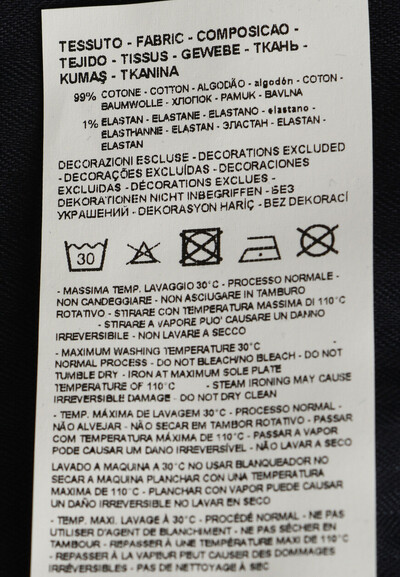 TESSUTO - FABRIC - COMPOSICAO -
TEJIDO - TISSUS - GEWEBE - ТКАНЬ -
KUMAŞ - TKANINA
99% COTONE - COTTON - ALGODÃO - algodón - COTON -
BAUMWOLLE - ХЛОПОК - PAMUK - BAVLNA
1% ELASTAN - ELASTANE - ELASTANO - elastano -
ELASTHANNE - ELASTAN - ЭЛАСТАН - ELASTAN -
ELASTAN
DECORAZIONI ESCLUSE - DECORATIONS EXCLUDED
- DECORAÇÕES EXCLUÍDAS - DECORACIONES
EXCLUIDAS - DÉCORATIONS EXCLUES -
DEKORATIONEN NICHT INBEGRIFFEN - БЕЗ
УКРАШЕНИЙ - DEKORASYON HARİÇ - BEZ DEKORACÍ
30
- MASSIMA TEMP. LAVAGGIO 30°C - PROCESSO NORMALE -
NON CANDEGGIARE - NON ASCIUGARE IN TAMBURO
ROTATIVO - STIRARE CON TEMPERATURA MASSIMA DI 110°C
- STIRARE A VAPORE PUO' CAUSARE UN DANNO
IRREVERSIBILE - NON LAVARE A SECCO
- MAXIMUM WASHING TEMPERATURE 30°C
NORMAL PROCESS - DO NOT BLEACH/NO BLEACH - DO NOT
TUMBLE DRY - IRON AT MAXIMUM SOLE PLATE
TEMPERATURE OF 110°C - STEAM IRONING MAY CAUSE
IRREVERSIBLE DAMAGE - DO NOT DRY CLEAN
- TEMP. MÁXIMA DE LAVAGEM 30°C - PROCESSO NORMAL -
NÃO ALVEJAR - NÃO SECAR EM TAMBOR ROTATIVO - PASSAR
COM TEMPERATURA MÁXIMA DE 110°C - PASSAR A VAPOR
PODE CAUSAR UM DANO IRREVERSÍVEL - NÃO LAVAR A SECO
LAVADO A MAQUINA A 30°C NO USAR BLANQUEADOR NO
SECAR A MAQUINA PLANCHAR CON UNA TEMPERATURA
MAXIMA DE 110°C - PLANCHAR CON VAPOR PUEDE CAUSAR
UN DAÑO IRREVERSIBLE NO LAVAR EN SECO
- TEMP. MAXI. LAVAGE À 30°C - PROCÉDÉ NORMAL - NE PAS
UTILISER D'AGENT DE BLANCHIMENT - NE PAS SÉCHER EN
TAMBOUR - REPASSER À UNE TEMPÉRATURE MAXI DE 110°C
- REPASSER À LA VAPEUR PEUT CAUSER DES DOMMAGES
IRRÉVERSIBLES - PAS DE NETTOYAGE À SEC